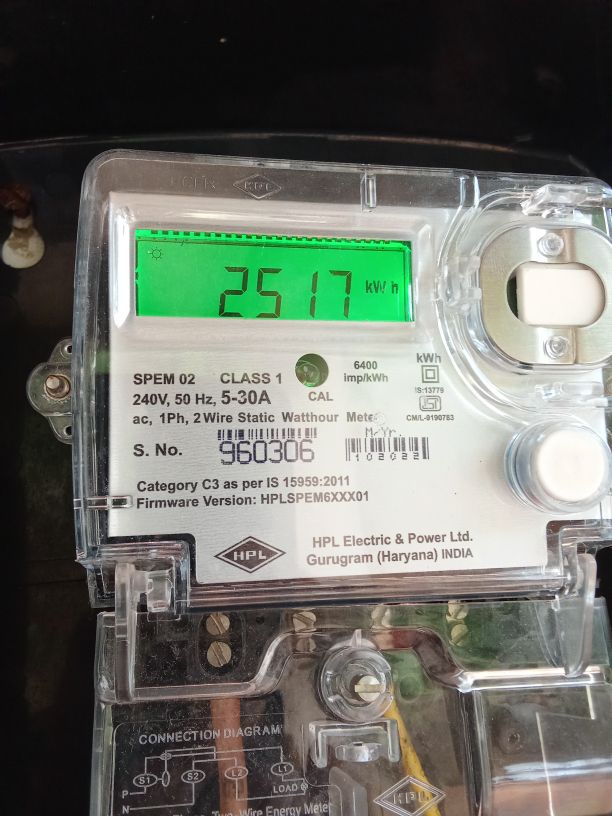 HPL
2517 kWh
SPEM 02 CLASS 1
240V, 50 Hz, 5-30A
CAL
6400
imp/kWh
kWh
IS:13779
CM/L-9190783
ac, 1Ph, 2 Wire Static Watthour Meter
M/Yr
S. No. 960306
102022
Category C3 as per IS 15959:2011
Firmware Version: HPLSPEM6XXX01
HPL
HPL Electric & Power Ltd.
Gurugram (Haryana) INDIA
CONNECTION DIAGRAM
S1 S2 L2 L1
P
N
LOAD
Two-Wire Energy Meter
HPL